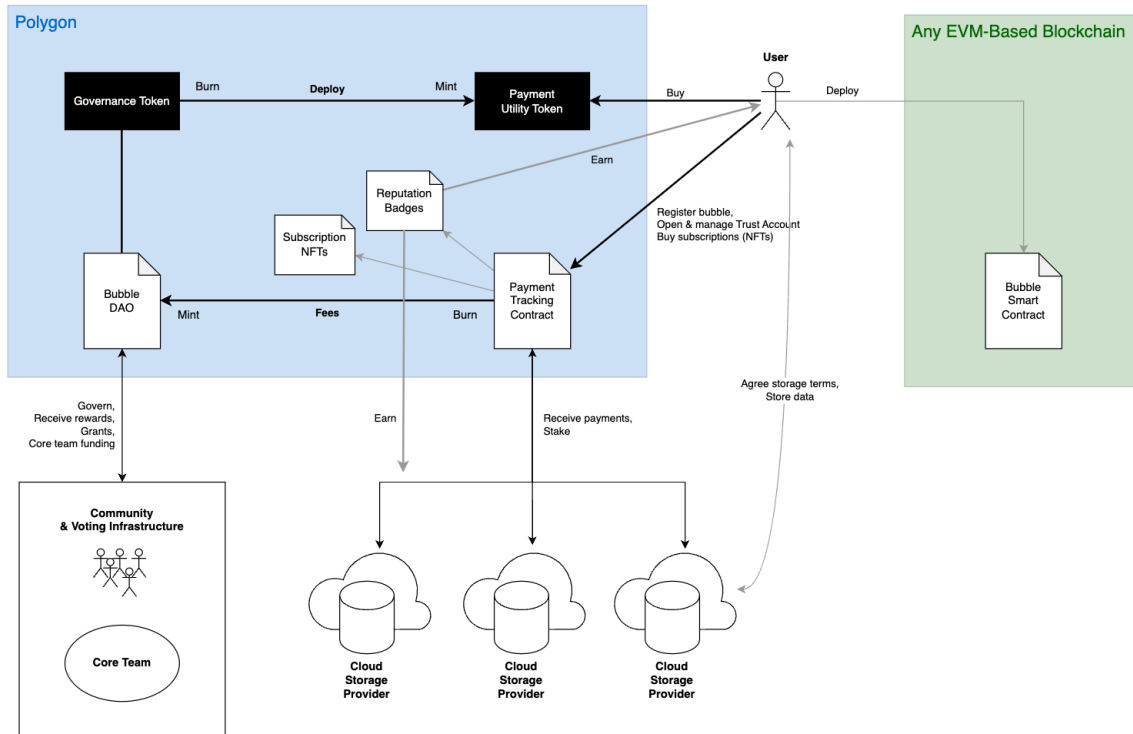 Polygon
Any EVM-Based Blockchain
User
Governance Token
Burn
Deploy
Mint
Payment
Utility Token
Buy
Deploy
Earn
Reputation
Badges
Subscription
NFTs
Register bubble,
Open & manage Trust Account
Buy subscriptions (NFTs)
Bubble
DAO
Mint
Fees
Burn
Payment
Tracking
Contract
Bubble
Smart
Contract
Agree storage terms,
Store data
Govern,
Receive rewards,
Grants,
Core team funding
Earn
Receive payments,
Stake
Community
& Voting Infrastructure
Core Team
Cloud
Storage
Provider
Cloud
Storage
Provider
Cloud
Storage
Provider